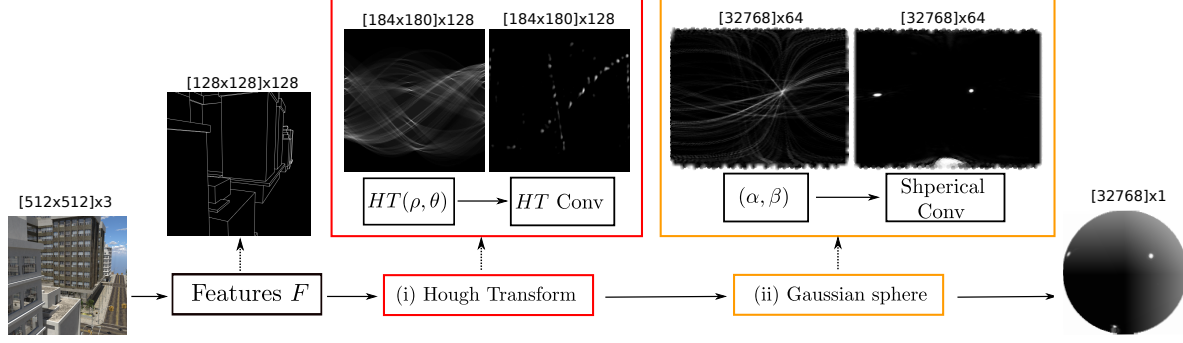 [184x180]x128
[184x180]x128
[32768]x64
[32768]x64
[128x128]x128
HT(ρ, θ)
HT Conv
(α, β)
Shperical
Conv
[512x512]x3
[32768]x1
Features F
(i) Hough Transform
(ii) Gaussian sphere